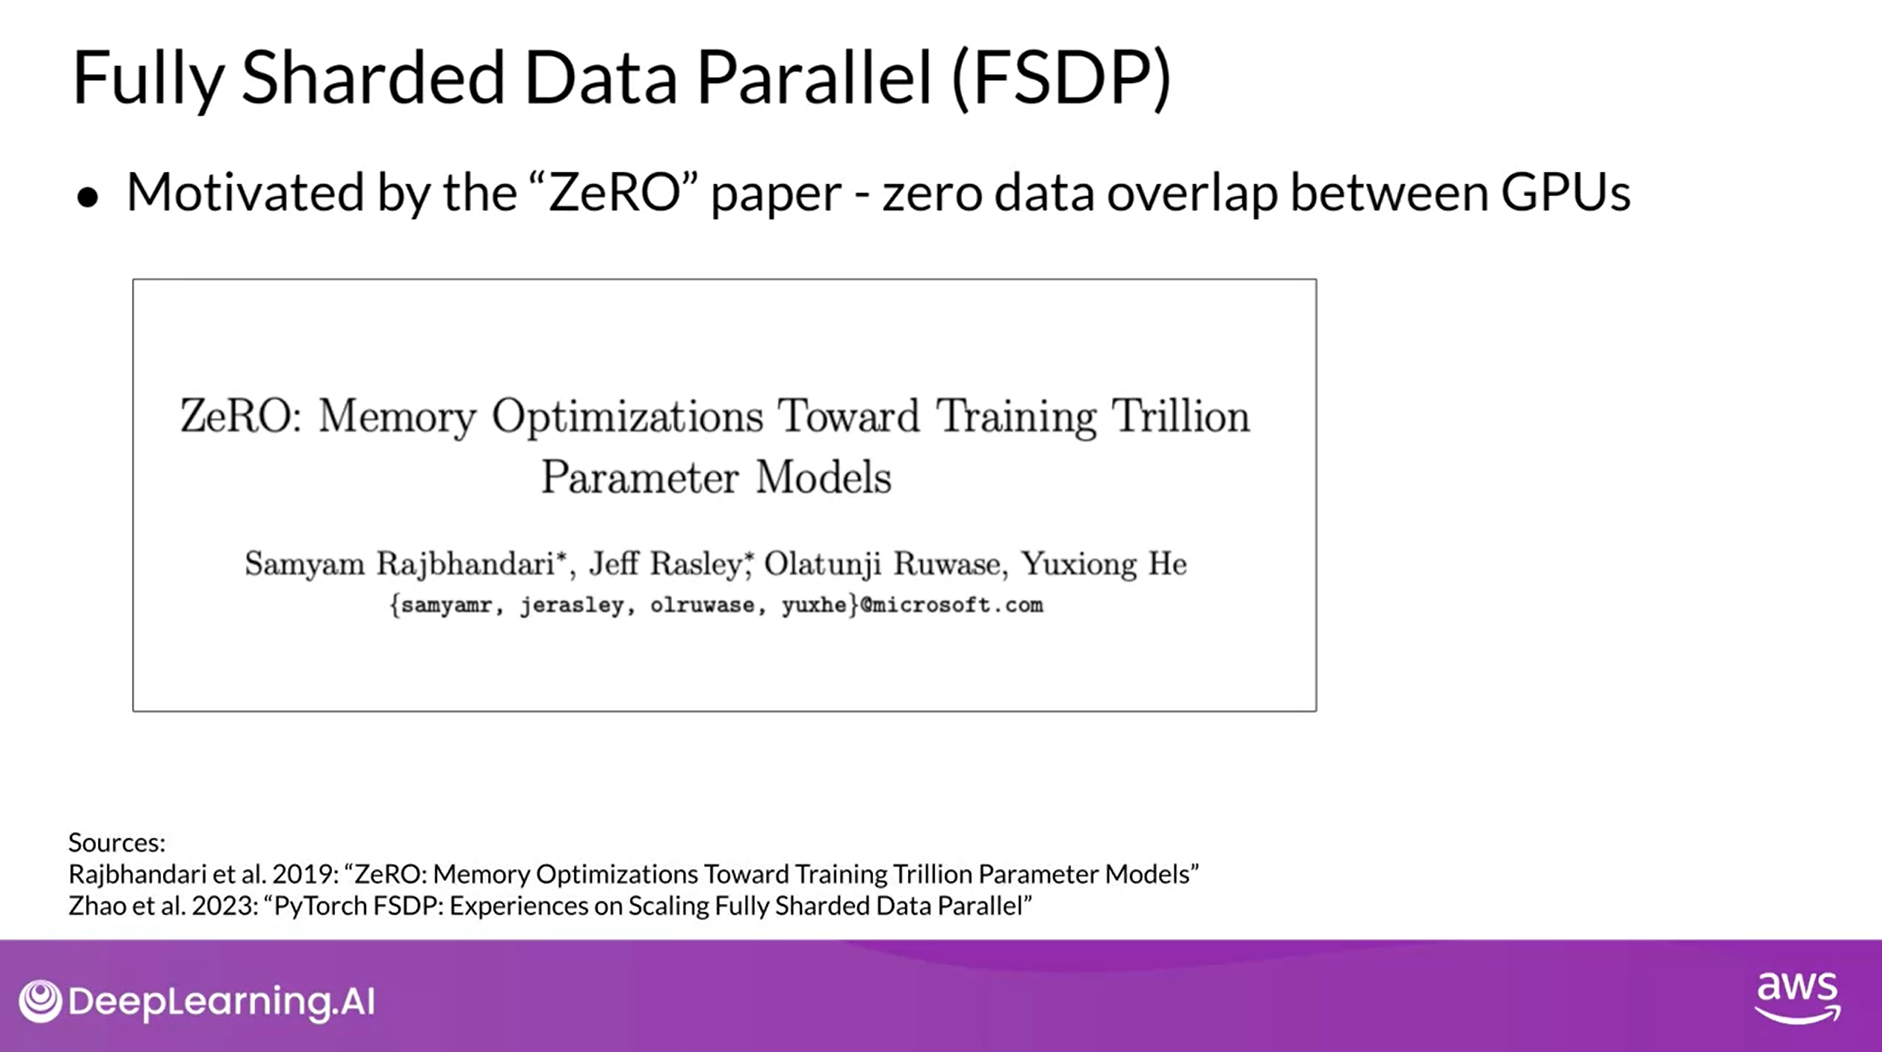 Fully Sharded Data Parallel (FSDP)
● Motivated by the “ZeRO” paper - zero data overlap between GPUs
ZeRO: Memory Optimizations Toward Training Trillion
Parameter Models
Samyam Rajbhandari*, Jeff Rasley*, Olatunji Ruwase, Yuxiong He
{samyamr, jerasley, olruwase, yuxhe}@microsoft.com
Sources:
Rajbhandari et al. 2019: “ZeRO: Memory Optimizations Toward Training Trillion Parameter Models”
Zhao et al. 2023: “PyTorch FSDP: Experiences on Scaling Fully Sharded Data Parallel”
DeepLearning.AI
aws